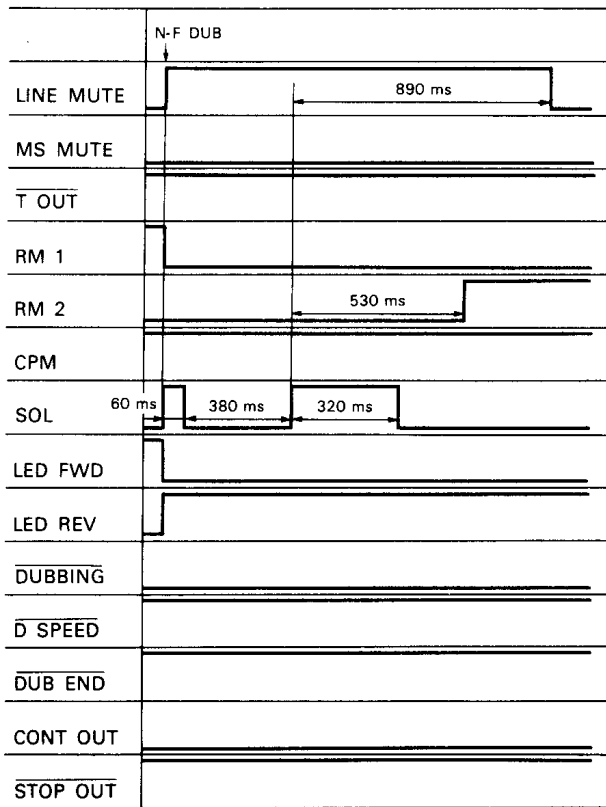 N-F DUB
LINE MUTE
890 ms
MS MUTE
T OUT
RM 1
RM 2
530 ms
CPM
60 ms
380 ms
320 ms
SOL
LED FWD
LED REV
DUBBING
D SPEED
DUB END
CONT OUT
STOP OUT